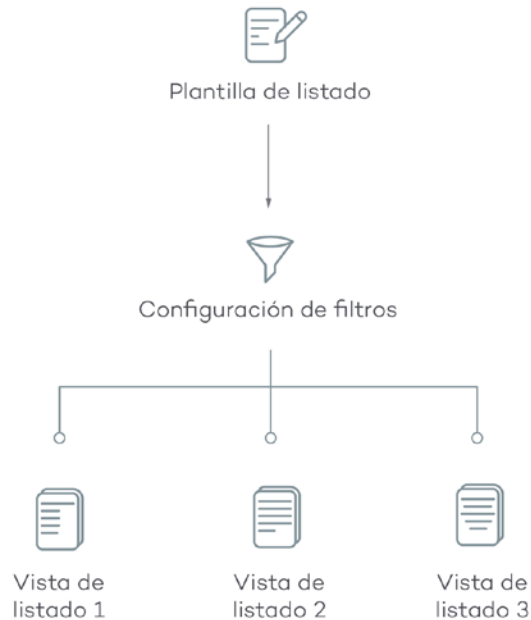 Plantilla de listado
Configuración de filtros
Vista de
listado 1
Vista de
listado 2
Vista de
listado 3